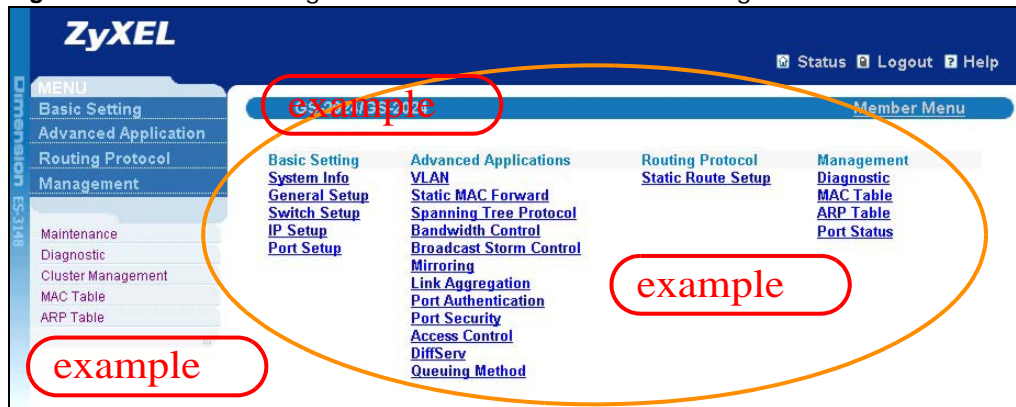 ZyXEL
Status Logout Help
MENU
Basic Setting
Advanced Application
Routing Protocol
Management
Maintenance
Diagnostic
Cluster Management
MAC Table
ARP Table
example
Dimension ES-3148
example
Member Menu
Basic Setting
System Info
General Setup
Switch Setup
IP Setup
Port Setup
Advanced Applications
VLAN
Static MAC Forward
Spanning Tree Protocol
Bandwidth Control
Broadcast Storm Control
Mirroring
Link Aggregation
Port Authentication
Port Security
Access Control
DiffServ
Queuing Method
Routing Protocol
Static Route Setup
Management
Diagnostic
MAC Table
ARP Table
Port Status
example